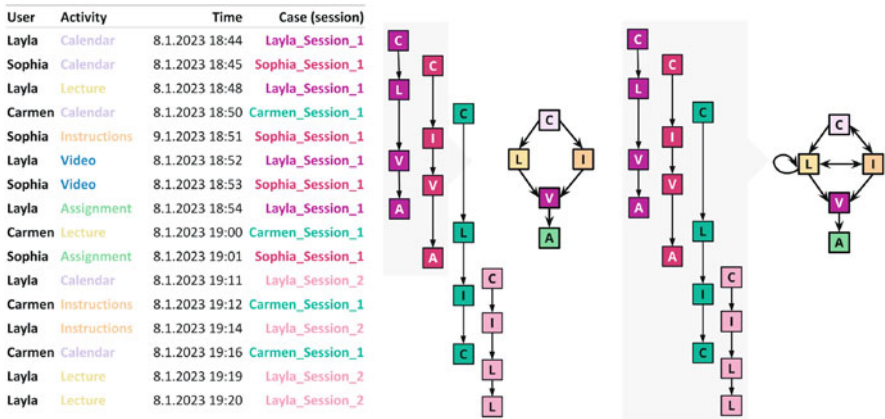 User Activity Time Case (session)
Layla Calendar 8.1.2023 18:44 Layla_Session_1
Sophia Calendar 8.1.2023 18:45 Sophia_Session_1
Layla Lecture 8.1.2023 18:48 Layla_Session_1
Carmen Calendar 8.1.2023 18:50 Carmen_Session_1
Sophia Instructions 9.1.2023 18:51 Sophia_Session_1
Layla Video 8.1.2023 18:52 Layla_Session_1
Sophia Video 8.1.2023 18:53 Sophia_Session_1
Layla Assignment 8.1.2023 18:54 Layla_Session_1
Carmen Lecture 8.1.2023 19:00 Carmen_Session_1
Sophia Assignment 8.1.2023 19:01 Sophia_Session_1
Layla Calendar 8.1.2023 19:11 Layla_Session_2
Carmen Instructions 8.1.2023 19:12 Carmen_Session_1
Layla Instructions 8.1.2023 19:14 Layla_Session_2
Carmen Calendar 8.1.2023 19:16 Carmen_Session_1
Layla Lecture 8.1.2023 19:19 Layla_Session_2
Layla Lecture 8.1.2023 19:20 Layla_Session_2
C
L
V
A
C
I
V
A
C
L
I
C
C
I
L
L
C
L I
V
A
C
L
V
A
C
I
V
A
C
L
I
C
C
I
L
L
C
L I
V
A